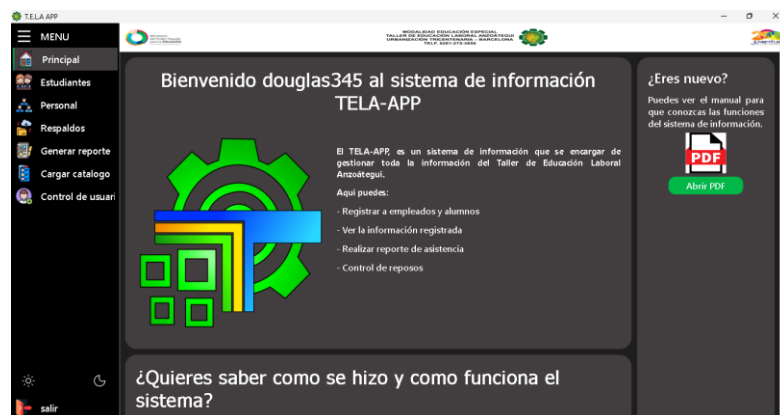 T.E.L.A APP
MENU
Principal
Estudiantes
Personal
Respaldos
Generar reporte
Cargar catalogo
Control de usuari
salir
MODALIDAD EDUCACIÓN ESPECIAL
TALLER DE EDUCACIÓN LABORAL ANZOÁTEGUI
URBANIZACIÓN TRICENTENARIA - BARCELONA
Bienvenido douglas345 al sistema de información
TELA-APP
El TELA-APP, es un sistema de información que se encargar de
gestionar toda la información del Taller de Educación Laboral
Anzoátegui.
Aqui puedes:
- Registrar a empleados y alumnos
- Ver la información registrada
- Realizar reporte de asistencia
- Control de reposos
¿Quieres saber como se hizo y como funciona el
sistema?
¿Eres nuevo?
Puedes ver el manual para
que conozcas las funciones
del sistema de información.
PDF
Abrir PDF